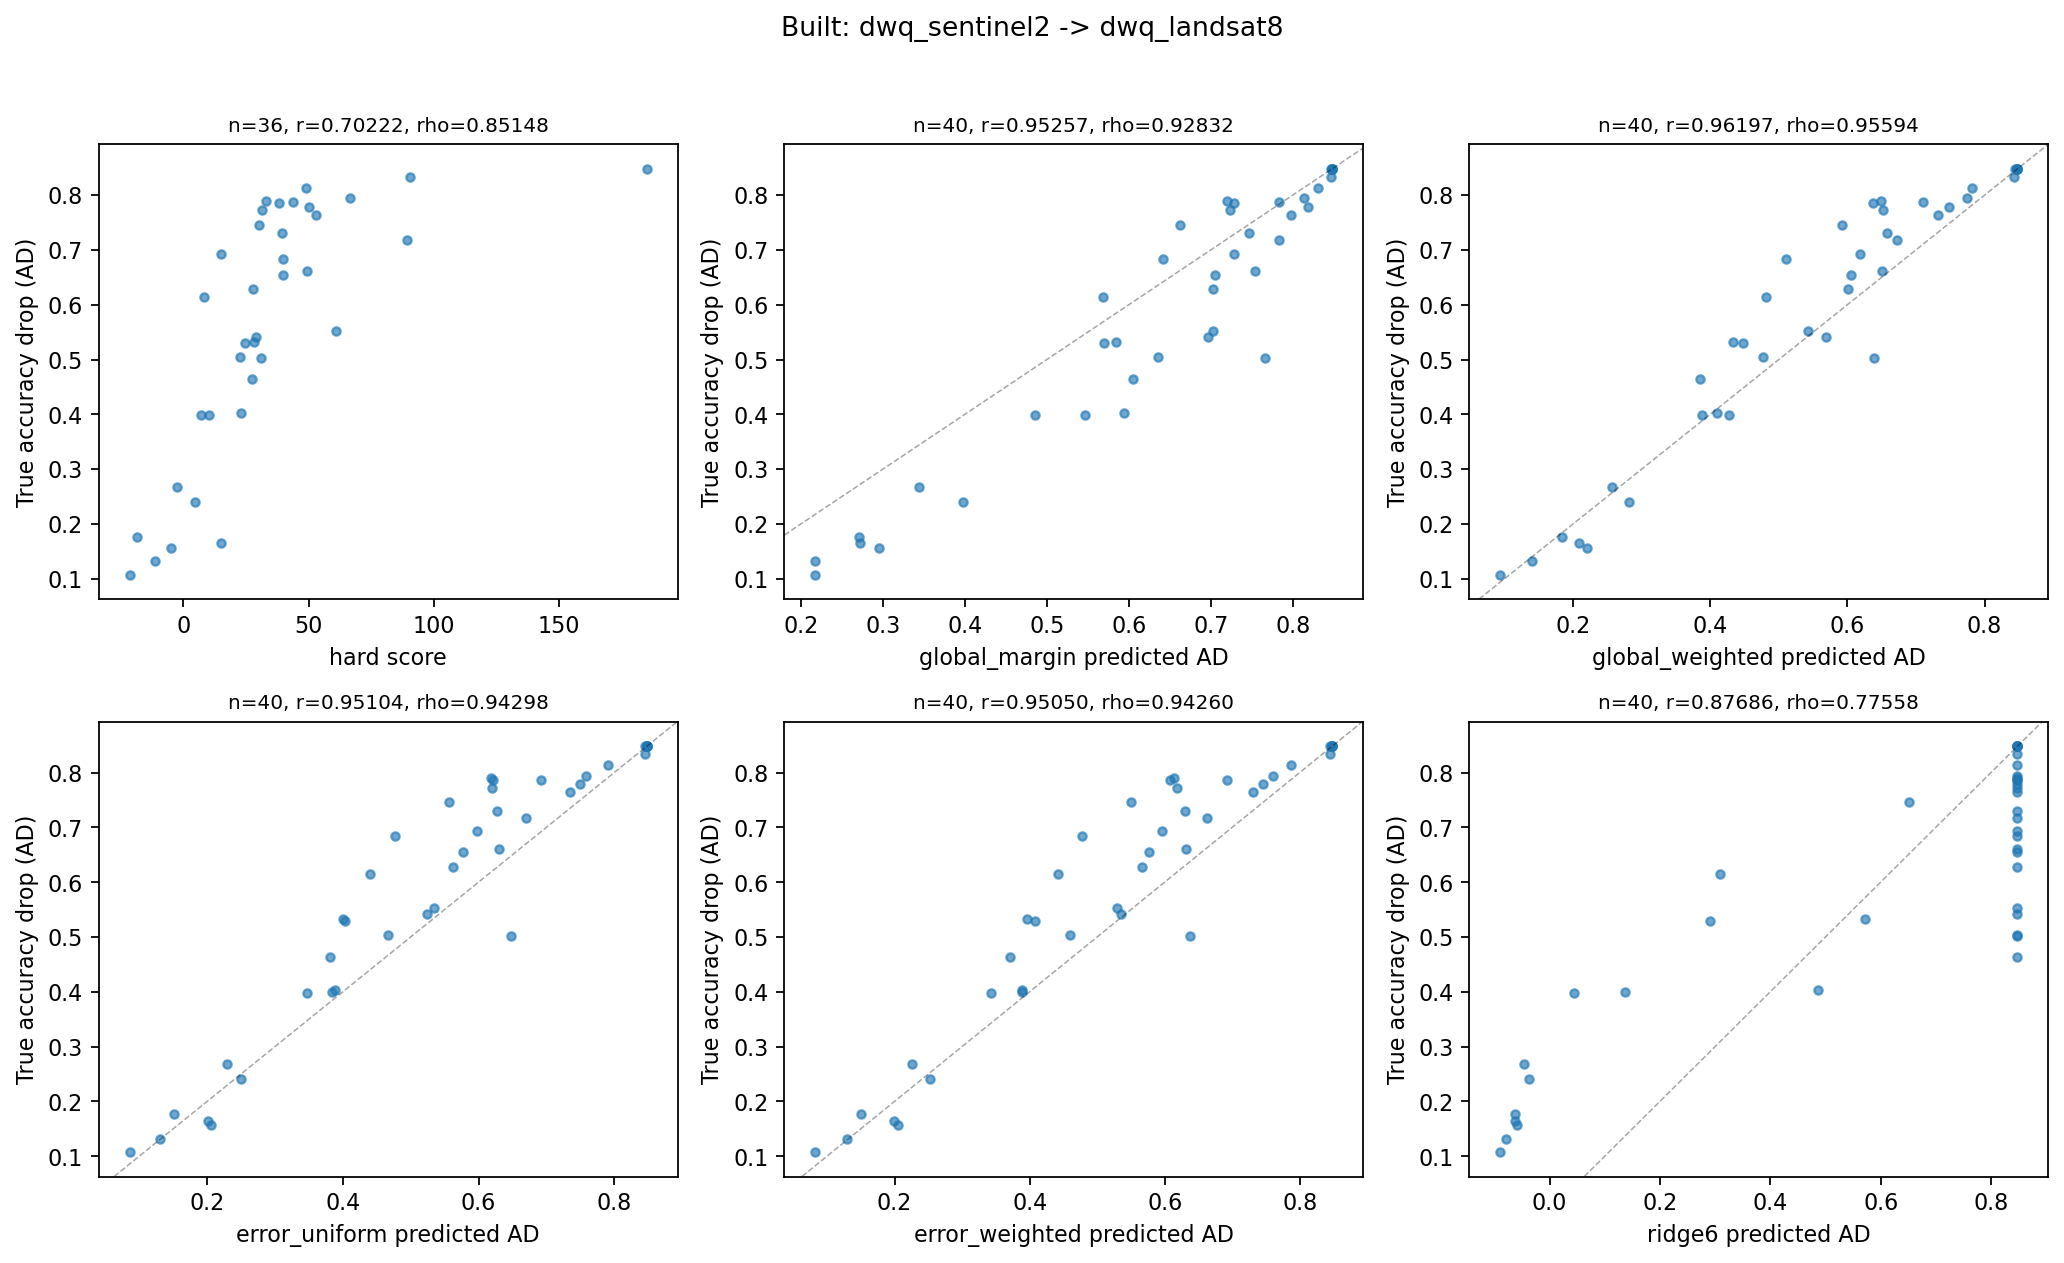 Built: dwq_sentinel2 -> dwq_landsat8
n=36, r=0.70222, rho=0.85148
True accuracy drop (AD)
0.8
0.7
0.6
0.5
0.4
0.3
0.2
0.1
0 50 100 150
hard score
n=40, r=0.95257, rho=0.92832
True accuracy drop (AD)
0.8
0.7
0.6
0.5
0.4
0.3
0.2
0.1
0.2 0.3 0.4 0.5 0.6 0.7 0.8
global_margin predicted AD
n=40, r=0.96197, rho=0.95594
True accuracy drop (AD)
0.8
0.7
0.6
0.5
0.4
0.3
0.2
0.1
0.2 0.4 0.6 0.8
global_weighted predicted AD
n=40, r=0.95104, rho=0.94298
True accuracy drop (AD)
0.8
0.7
0.6
0.5
0.4
0.3
0.2
0.1
0.2 0.4 0.6 0.8
error_uniform predicted AD
n=40, r=0.95050, rho=0.94260
True accuracy drop (AD)
0.8
0.7
0.6
0.5
0.4
0.3
0.2
0.1
0.2 0.4 0.6 0.8
error_weighted predicted AD
n=40, r=0.87686, rho=0.77558
True accuracy drop (AD)
0.8
0.7
0.6
0.5
0.4
0.3
0.2
0.1
0.0 0.2 0.4 0.6 0.8
ridge6 predicted AD